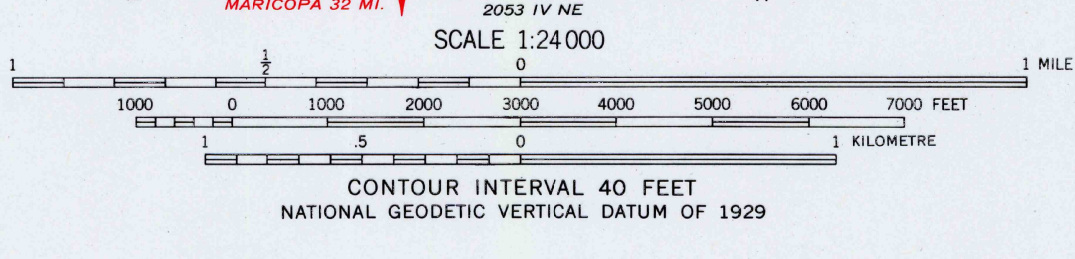 MARICOPA 32 MI.
2053 IV NE
SCALE 1:24 000
1 ½ 0 1 MILE
1000 0 1000 2000 3000 4000 5000 6000 7000 FEET
1 .5 0 1 KILOMETRE
CONTOUR INTERVAL 40 FEET
NATIONAL GEODETIC VERTICAL DATUM OF 1929